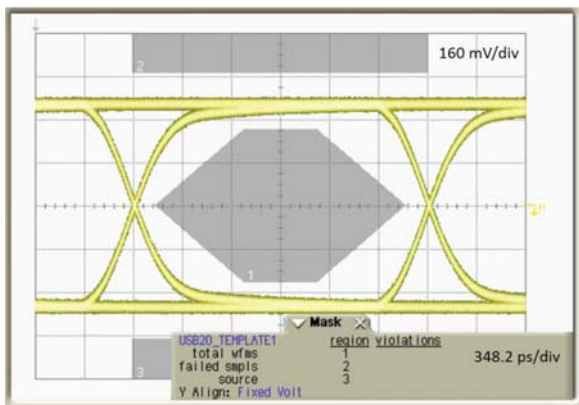 2
160 mV/div
1
Mask
USB20_TEMPLATE1 region violations
total wfms 1
failed smpls 2
source 3
Y Align: Fixed Volt
348.2 ps/div
3